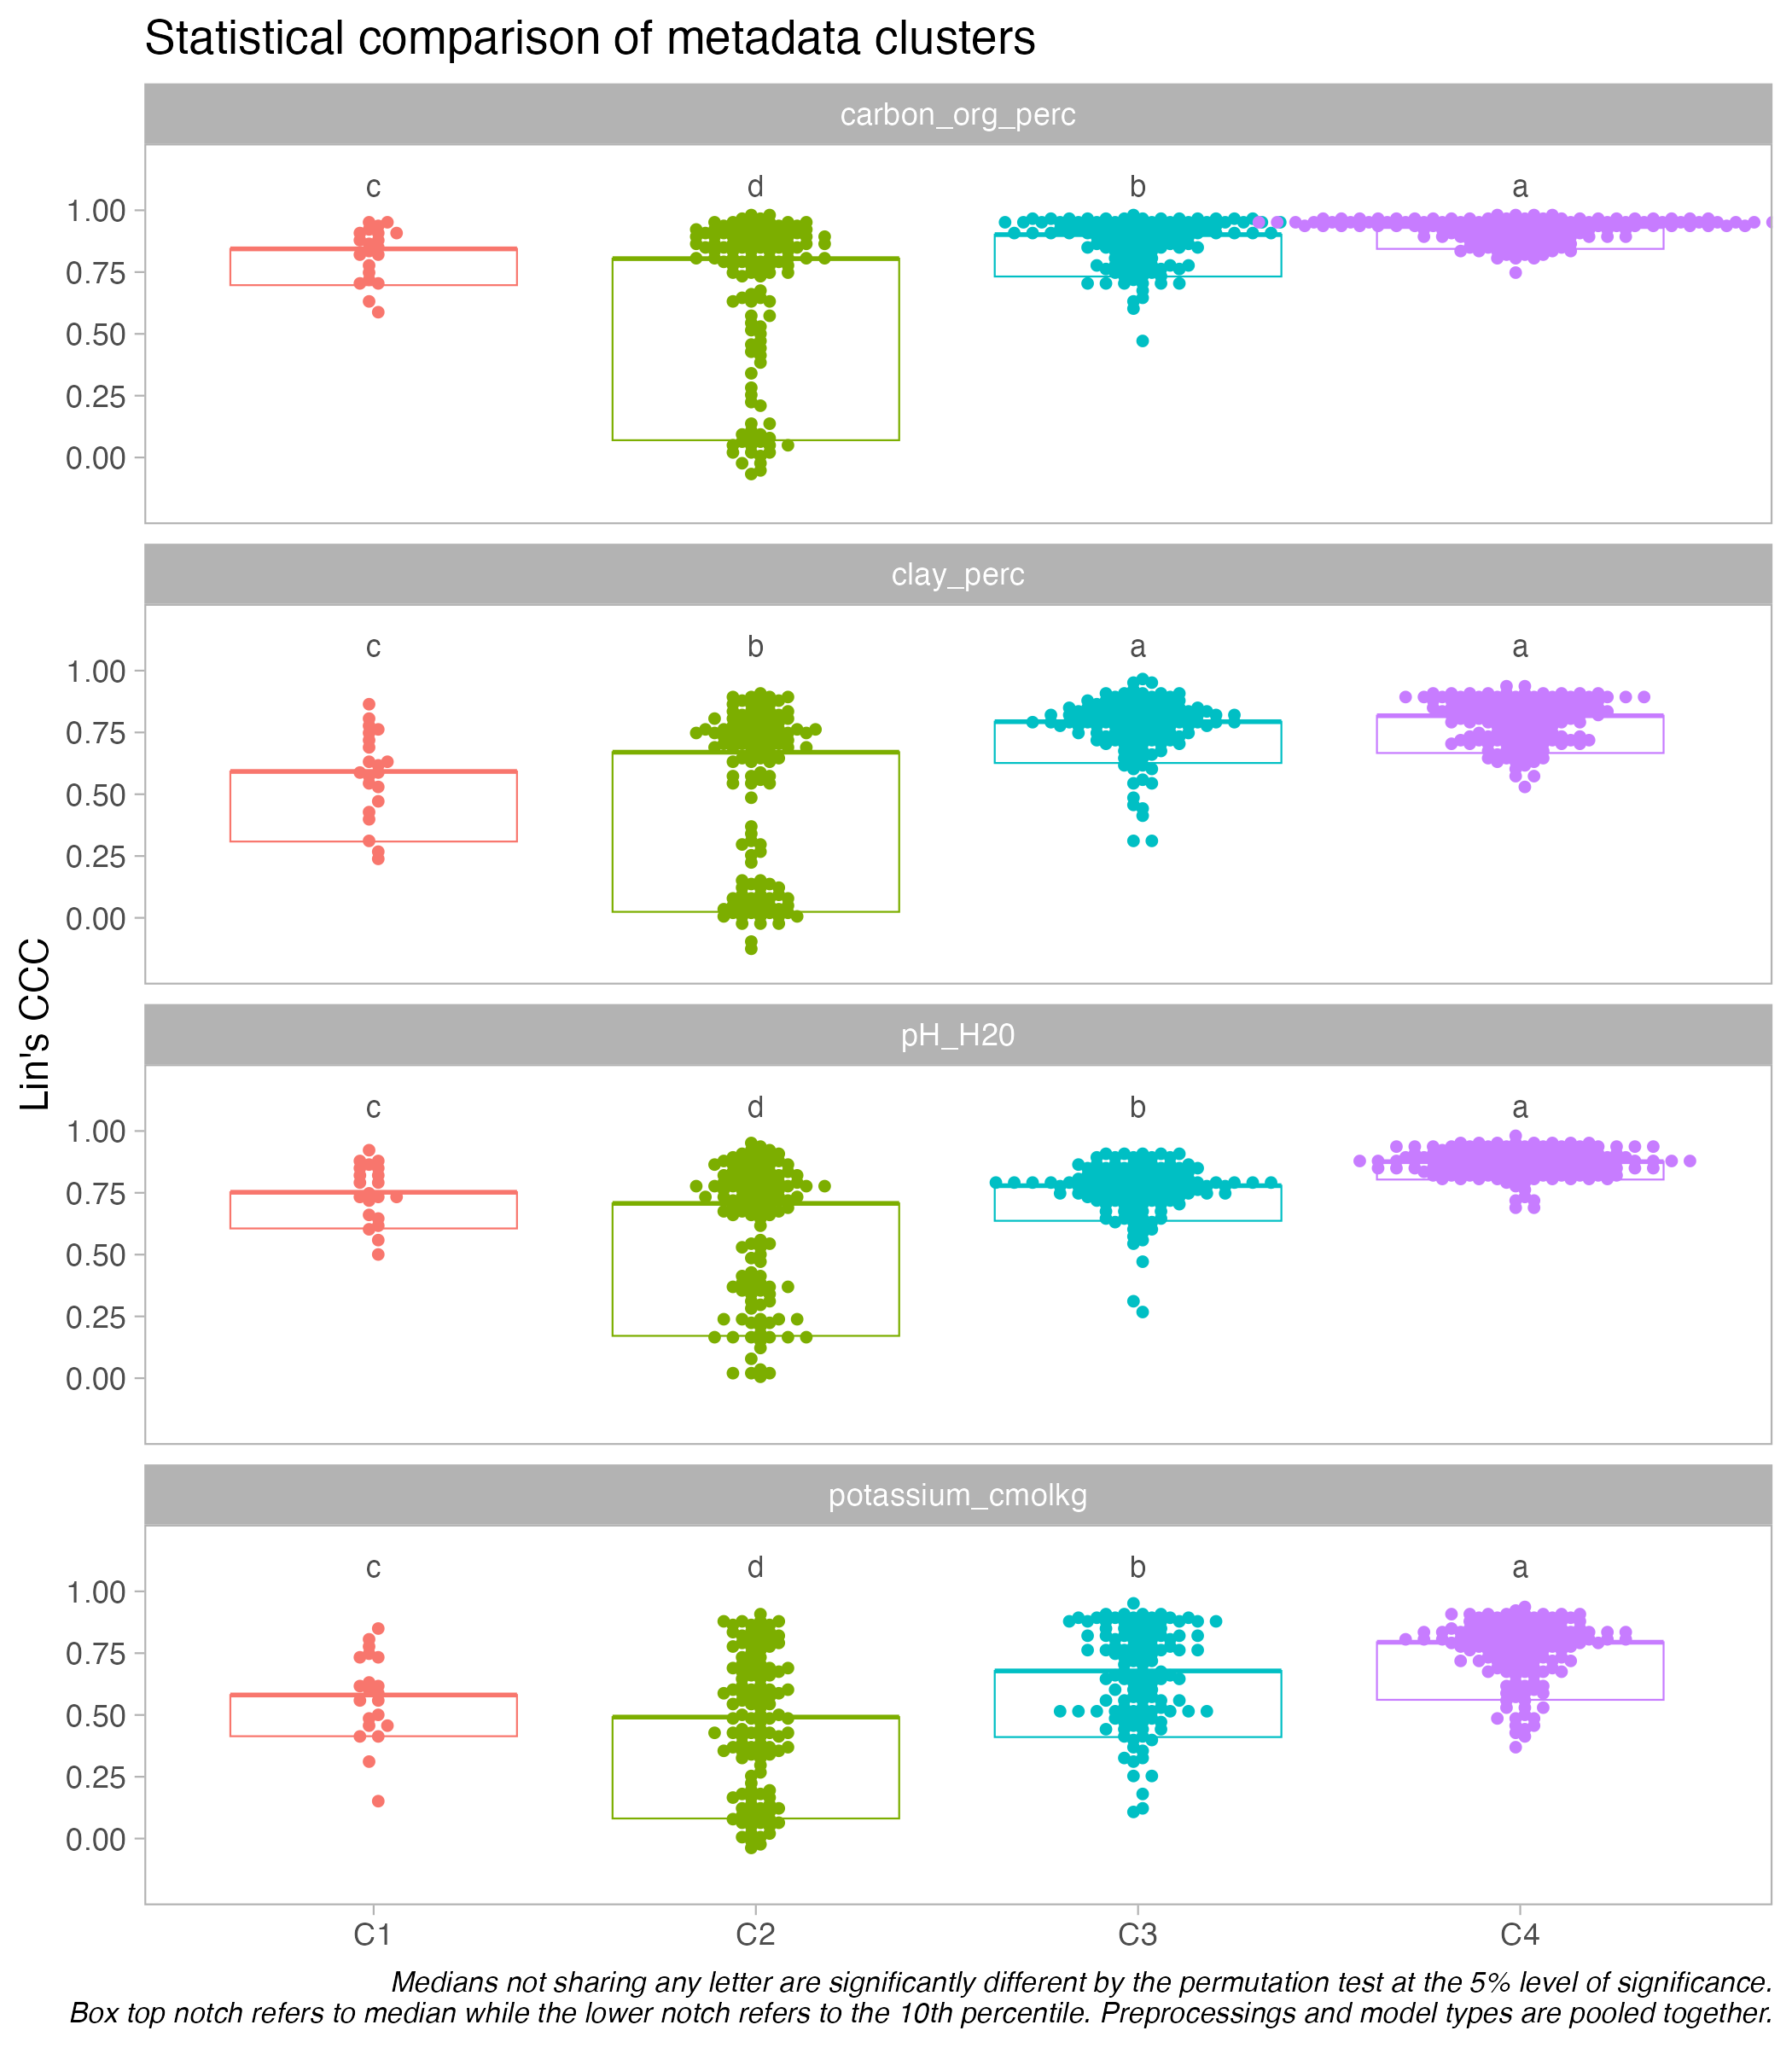 Statistical comparison of metadata clusters
carbon_org_perc
c d b a
1.00
0.75
0.50
0.25
0.00
clay_perc
c b a a
1.00
0.75
0.50
0.25
0.00
Lin's CCC
pH_H20
c d b a
1.00
0.75
0.50
0.25
0.00
potassium_cmolkg
c d b a
1.00
0.75
0.50
0.25
0.00
C1 C2 C3 C4
Medians not sharing any letter are significantly different by the permutation test at the 5% level of significance.
Box top notch refers to median while the lower notch refers to the 10th percentile. Preprocessings and model types are pooled together.